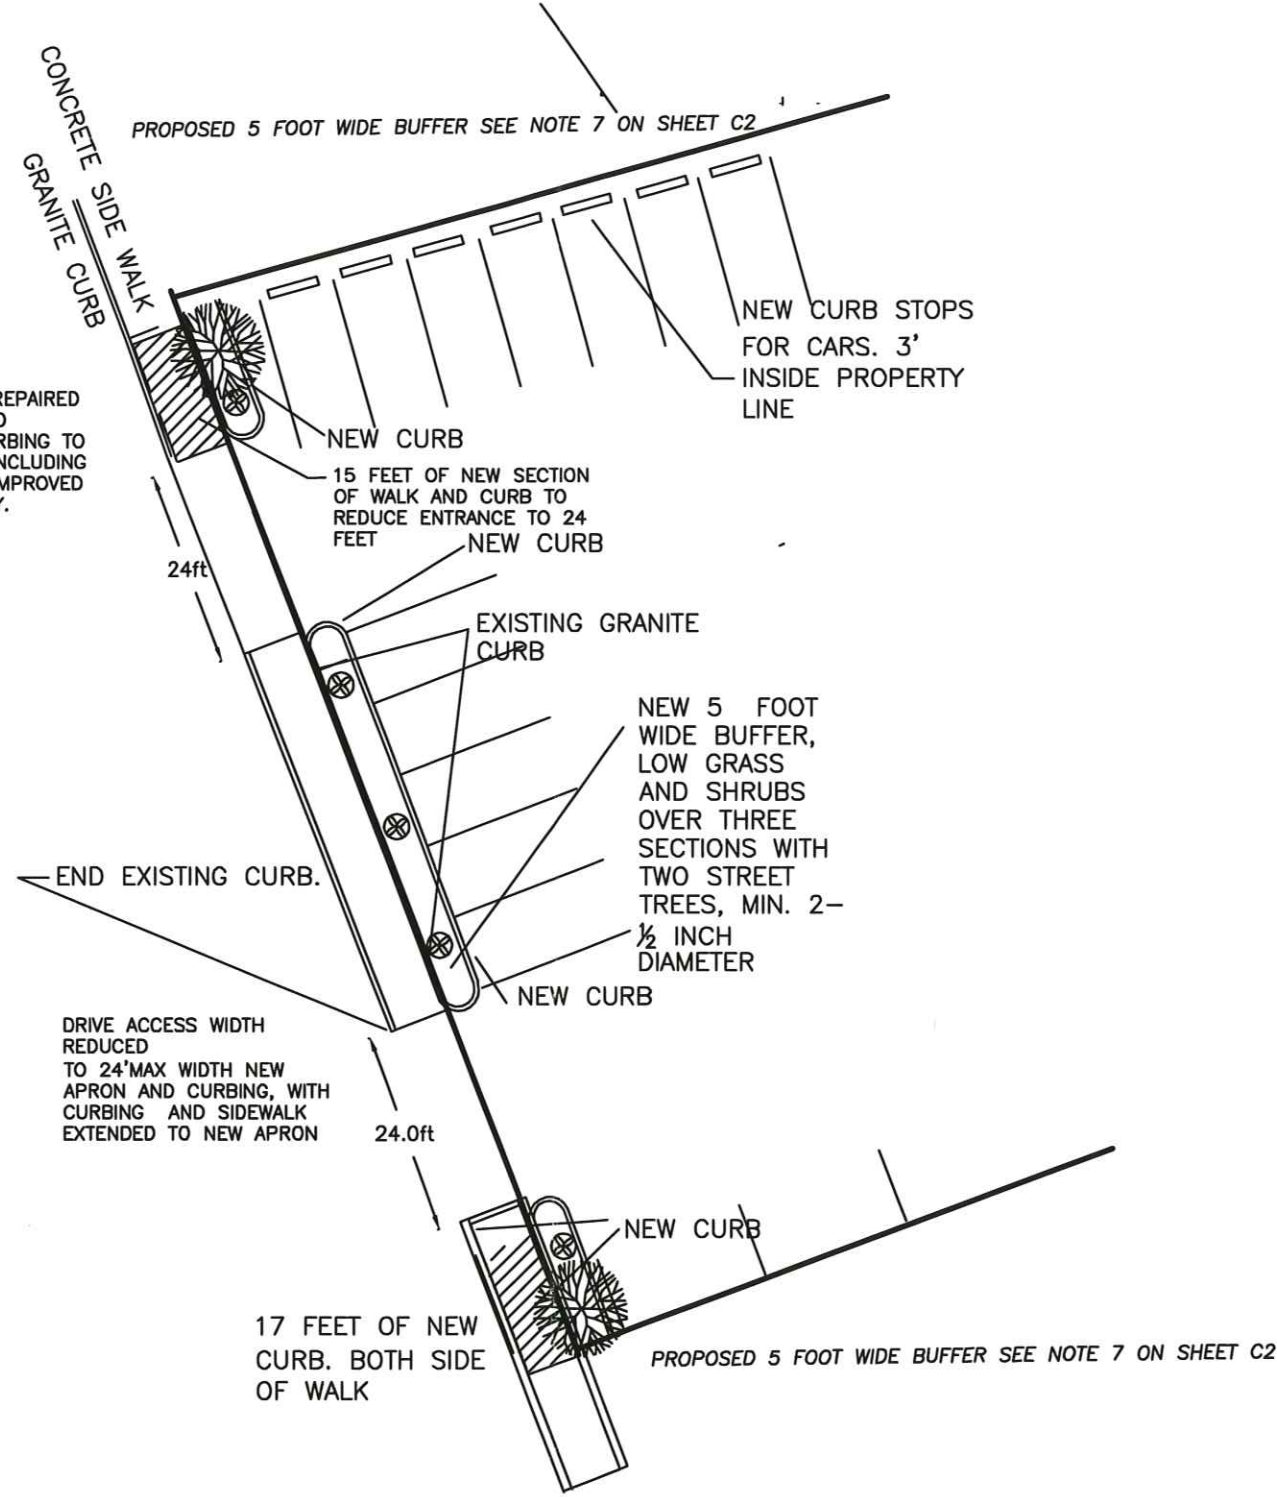 CONCRETE SIDE WALK
GRANITE CURB
PROPOSED 5 FOOT WIDE BUFFER SEE NOTE 7 ON SHEET C2
NEW CURB STOPS
FOR CARS. 3'
INSIDE PROPERTY
LINE
REPAIRED
RBING TO
NCLUDING
MPROVED
Y.
NEW CURB
15 FEET OF NEW SECTION
OF WALK AND CURB TO
REDUCE ENTRANCE TO 24
FEET
NEW CURB
24ft
EXISTING GRANITE
CURB
NEW 5 FOOT
WIDE BUFFER,
LOW GRASS
AND SHRUBS
OVER THREE
SECTIONS WITH
TWO STREET
TREES, MIN. 2-
½ INCH
DIAMETER
END EXISTING CURB.
NEW CURB
DRIVE ACCESS WIDTH
REDUCED
TO 24'MAX WIDTH NEW
APRON AND CURBING, WITH
CURBING AND SIDEWALK
EXTENDED TO NEW APRON
24.0ft
NEW CURB
17 FEET OF NEW
CURB. BOTH SIDE
OF WALK
PROPOSED 5 FOOT WIDE BUFFER SEE NOTE 7 ON SHEET C2